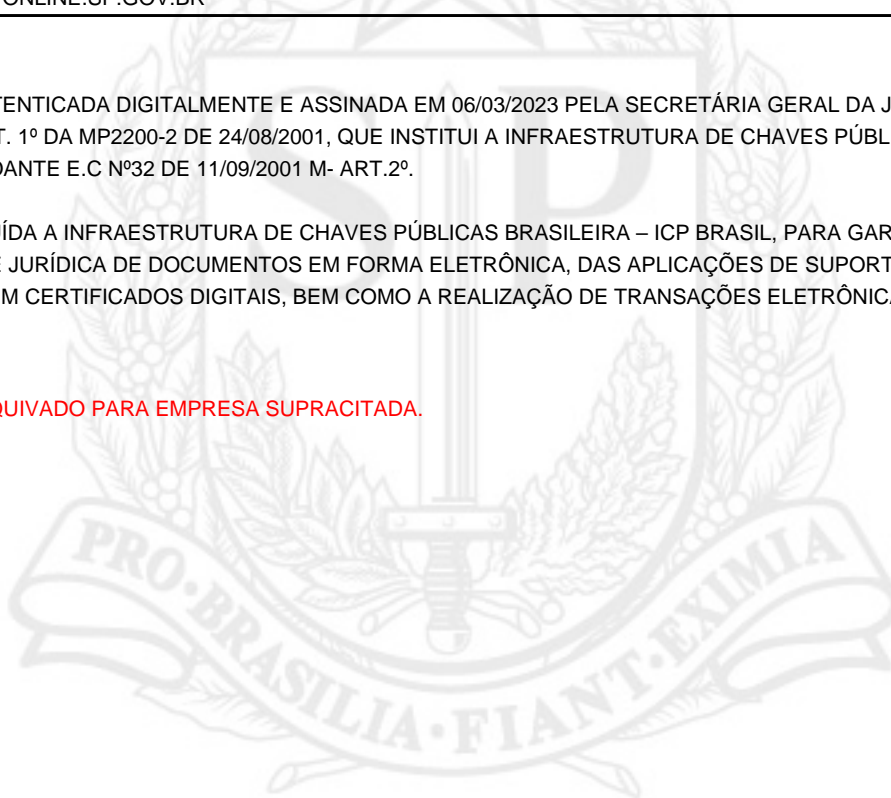 ONLINE.SP.GOV.BR
TENTICADA DIGITALMENTE E ASSINADA EM 06/03/2023 PELA SECRETÁRIA GERAL DA J
T. 1º DA MP2200-2 DE 24/08/2001, QUE INSTITUI A INFRAESTRUTURA DE CHAVES PÚBL
DANTE E.C Nº32 DE 11/09/2001 M- ART.2º.
UÍDA A INFRAESTRUTURA DE CHAVES PÚBLICAS BRASILEIRA – ICP BRASIL, PARA GAR
E JURÍDICA DE DOCUMENTOS EM FORMA ELETRÔNICA, DAS APLICAÇÕES DE SUPORT
M CERTIFICADOS DIGITAIS, BEM COMO A REALIZAÇÃO DE TRANSAÇÕES ELETRÔNICA
QUIVADO PARA EMPRESA SUPRACITADA.
SP
PRO·BRASILIA·FIANT·EXIMIA